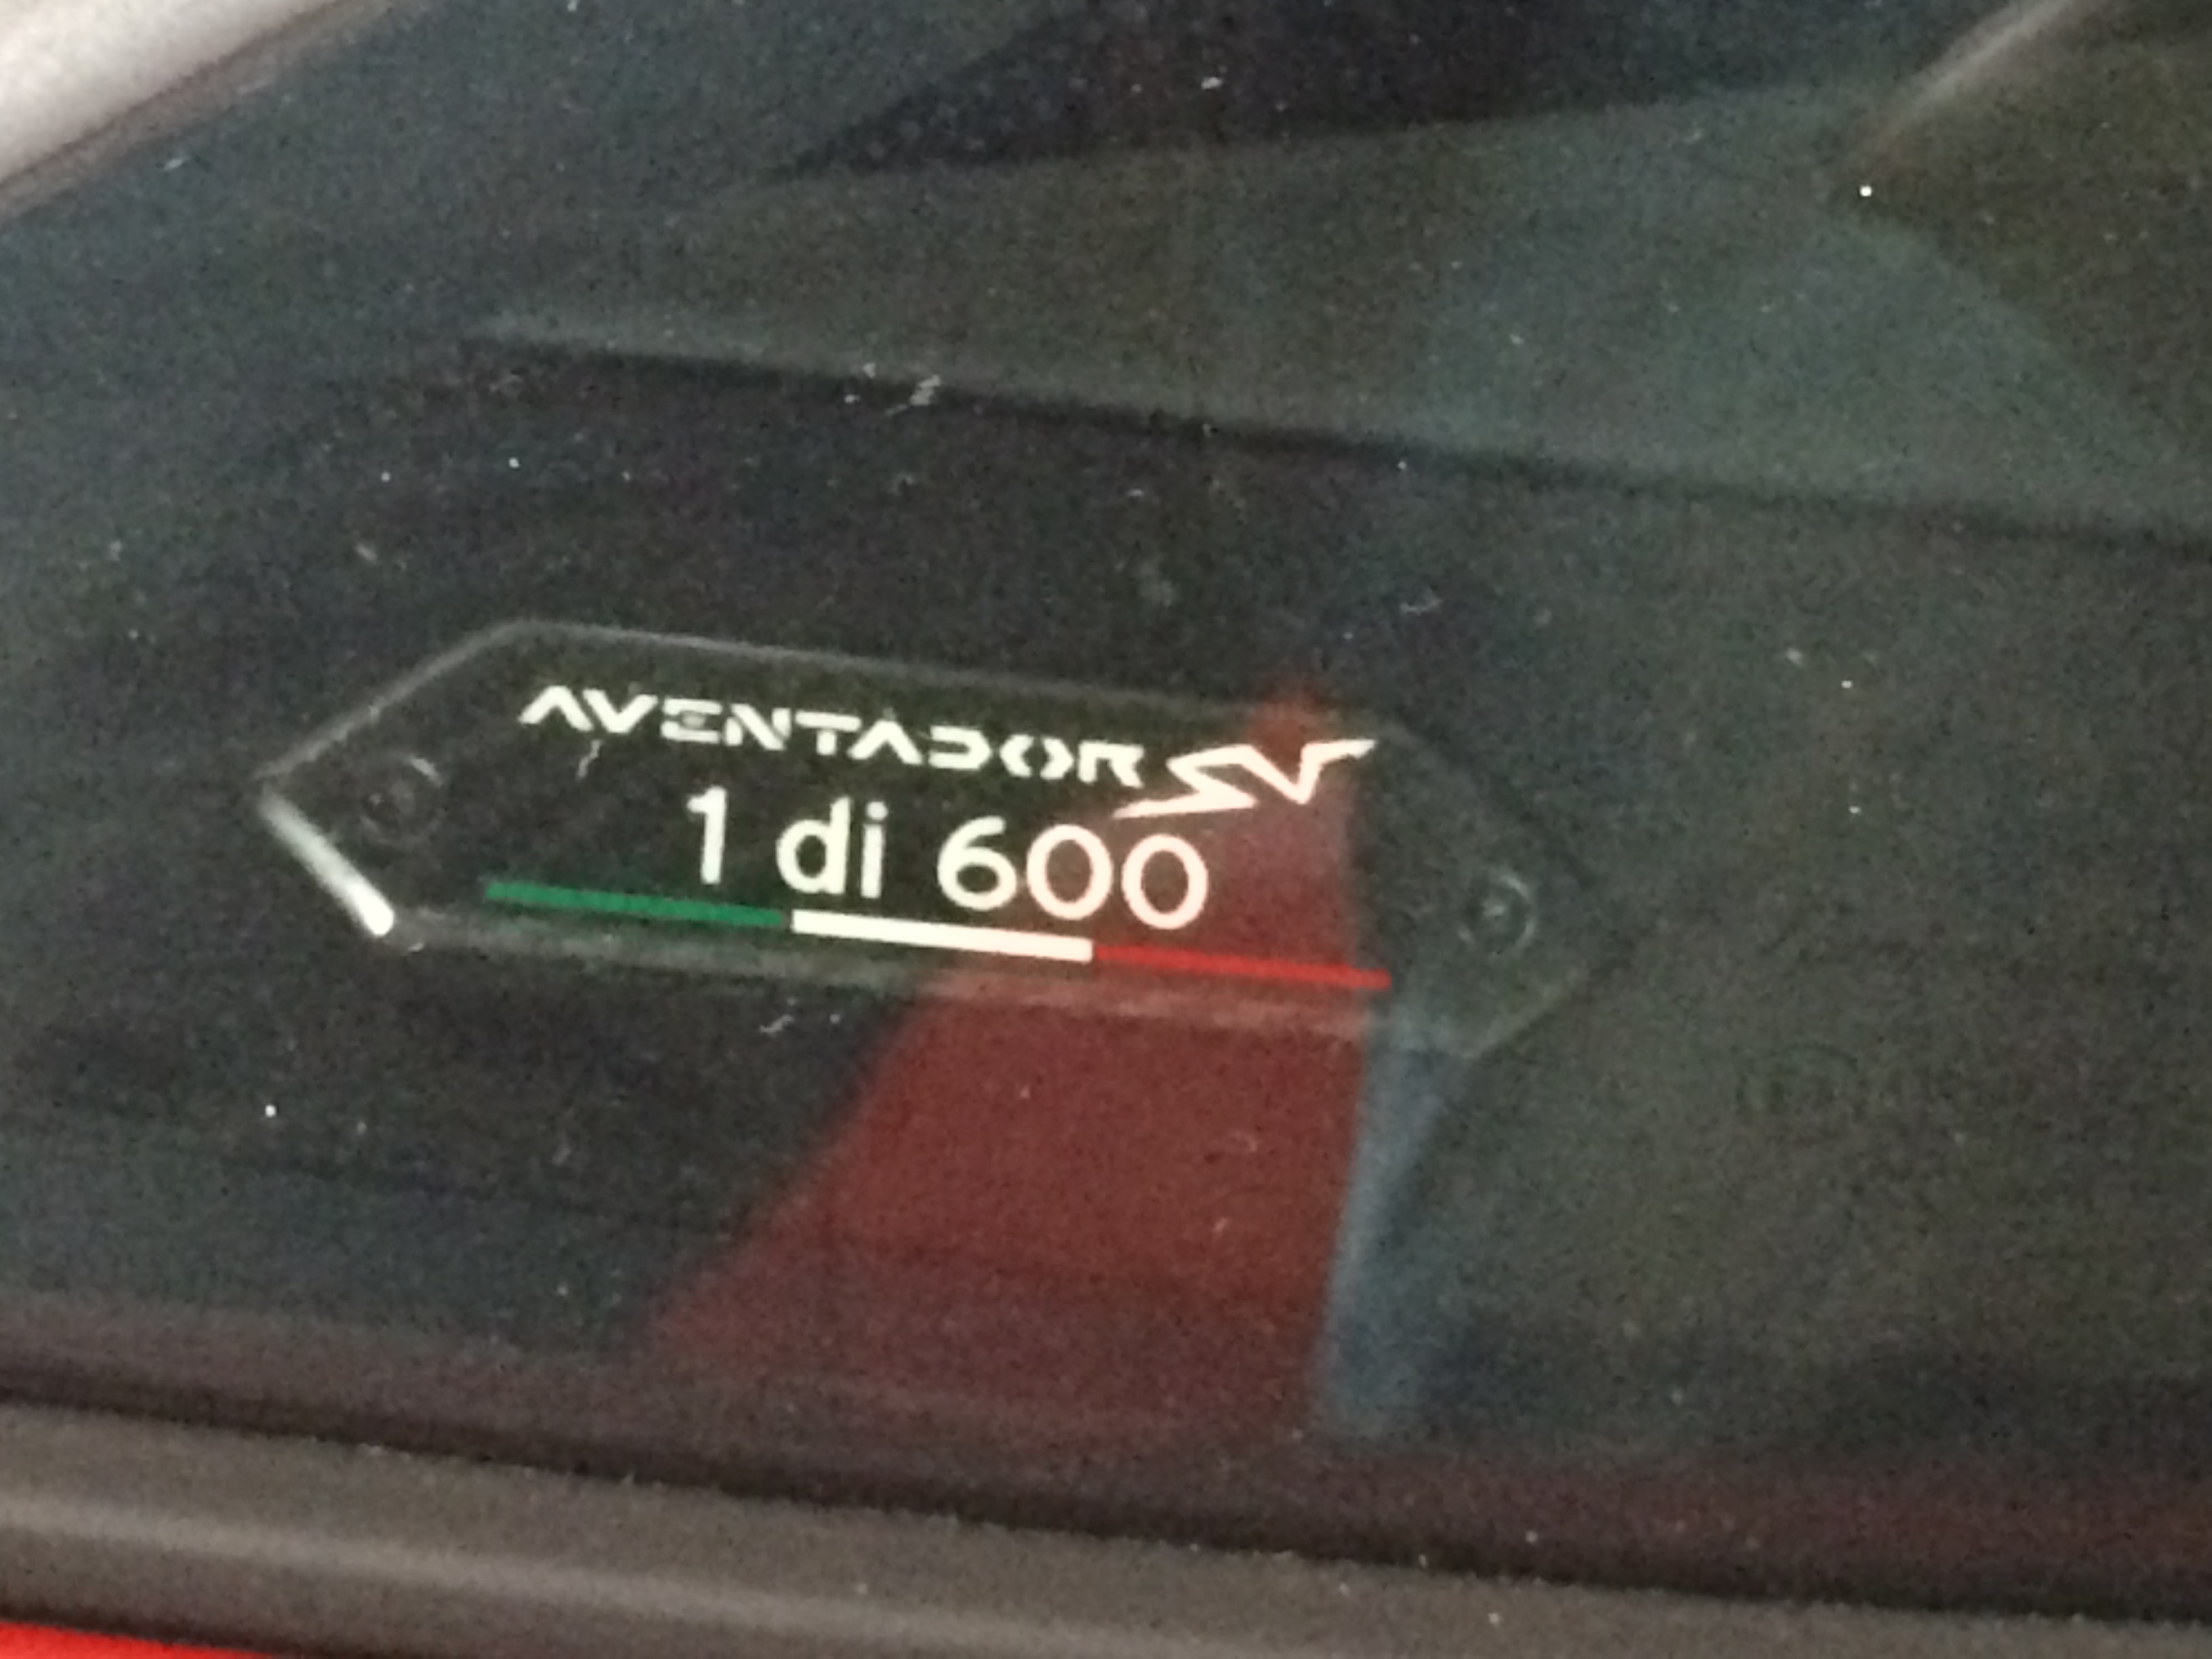 AVENTADOR SV
1 di 600